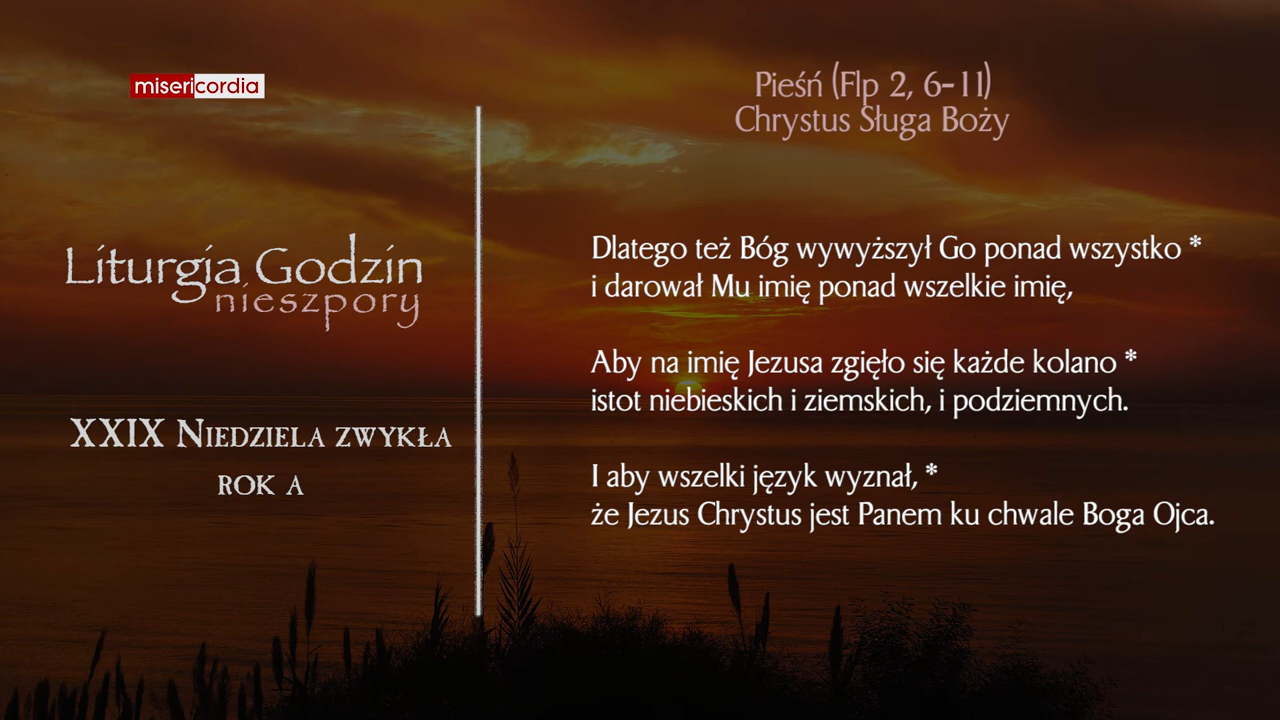 misericordia
Liturgia Godzin
nieszpory
XXIX Niedziela zwykła
rok A
Pieśń (Flp 2, 6-11)
Chrystus Sługa Boży
Dlatego też Bóg wywyższył Go ponad wszystko *
i darował Mu imię ponad wszelkie imię,
Aby na imię Jezusa zgięło się każde kolano *
istot niebieskich i ziemskich, i podziemnych.
I aby wszelki język wyznał, *
że Jezus Chrystus jest Panem ku chwale Boga Ojca.